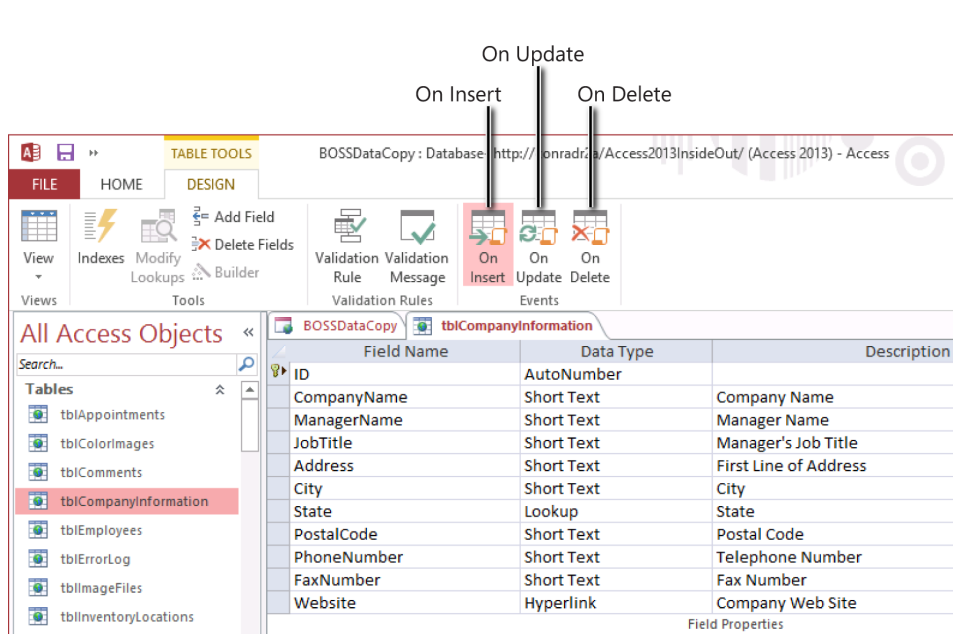 On Update
On Insert
On Delete
TABLE TOOLS
BOSSDataCopy : Database- http:// onradr2a/Access2013InsideOut/ (Access 2013) - Access
FILE HOME DESIGN
Add Field
Delete Fields
Builder
View
Indexes
Modify Lookups
Validation Rule
Validation Message
On Insert
On Update
On Delete
Views
Tools
Validation Rules
Events
All Access Objects «
Search...
Tables
tblAppointments
tblColorImages
tblComments
tblCompanyInformation
tblEmployees
tblErrorLog
tblImageFiles
tblInventoryLocations
BOSSDataCopy tblCompanyInformation
Field Name Data Type Description
ID AutoNumber
CompanyName Short Text Company Name
ManagerName Short Text Manager Name
JobTitle Short Text Manager's Job Title
Address Short Text First Line of Address
City Short Text City
State Lookup State
PostalCode Short Text Postal Code
PhoneNumber Short Text Telephone Number
FaxNumber Short Text Fax Number
Website Hyperlink Company Web Site
Field Properties